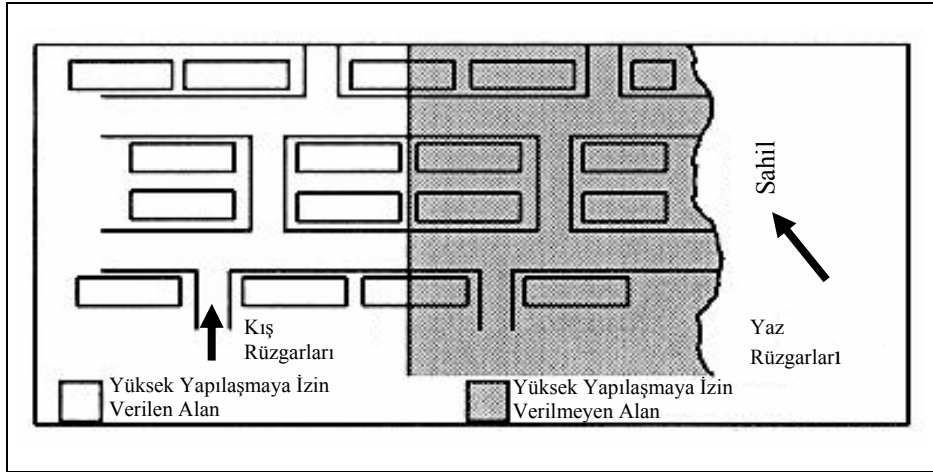 Sahil
Kış
Rüzgarları
Yaz
Rüzgarları
Yüksek Yapılaşmaya İzin
Verilen Alan
Yüksek Yapılaşmaya İzin
Verilmeyen Alan